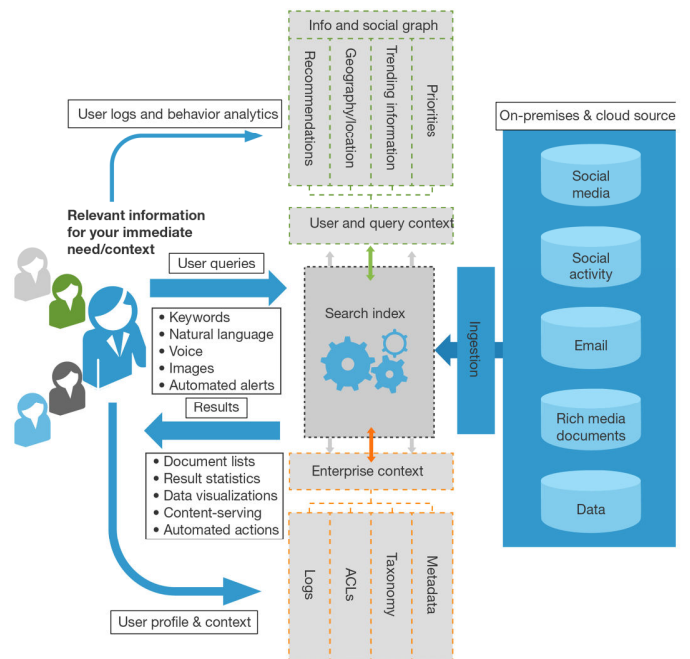 Info and social graph
Recommendations
Geography/location
Trending information
Priorities
User logs and behavior analytics
On-premises & cloud source
Social
media
Relevant information
for your immediate
need/context
User and query context
User queries
Social
activity
• Keywords
• Natural language
• Voice
• Images
• Automated alerts
Search index
Ingestion
Email
Results
Rich media
documents
• Document lists
• Result statistics
• Data visualizations
• Content-serving
• Automated actions
Enterprise context
Data
Logs
ACLs
Taxonomy
Metadata
User profile & context